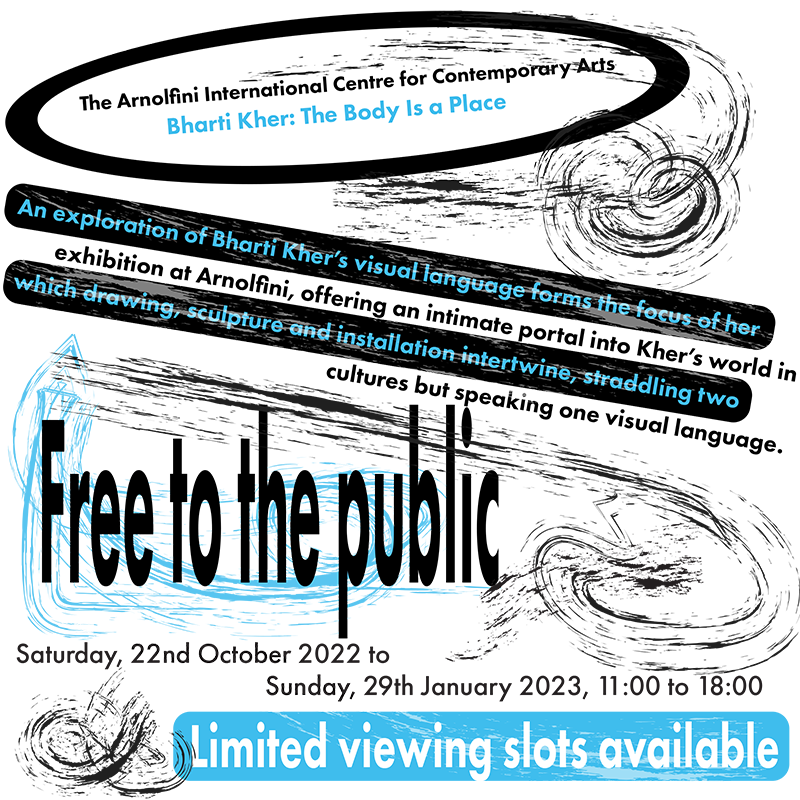 The Arnolfini International Centre for Contemporary Arts
Bharti Kher: The Body Is a Place
An exploration of Bharti Kher's visual language forms the focus of her
exhibition at Arnolfini, offering an intimate portal into Kher's world in
which drawing, sculpture and installation intertwine, straddling two
cultures but speaking one visual language.
Free to the public
Saturday, 22nd October 2022 to
Sunday, 29th January 2023, 11:00 to 18:00
Limited viewing slots available